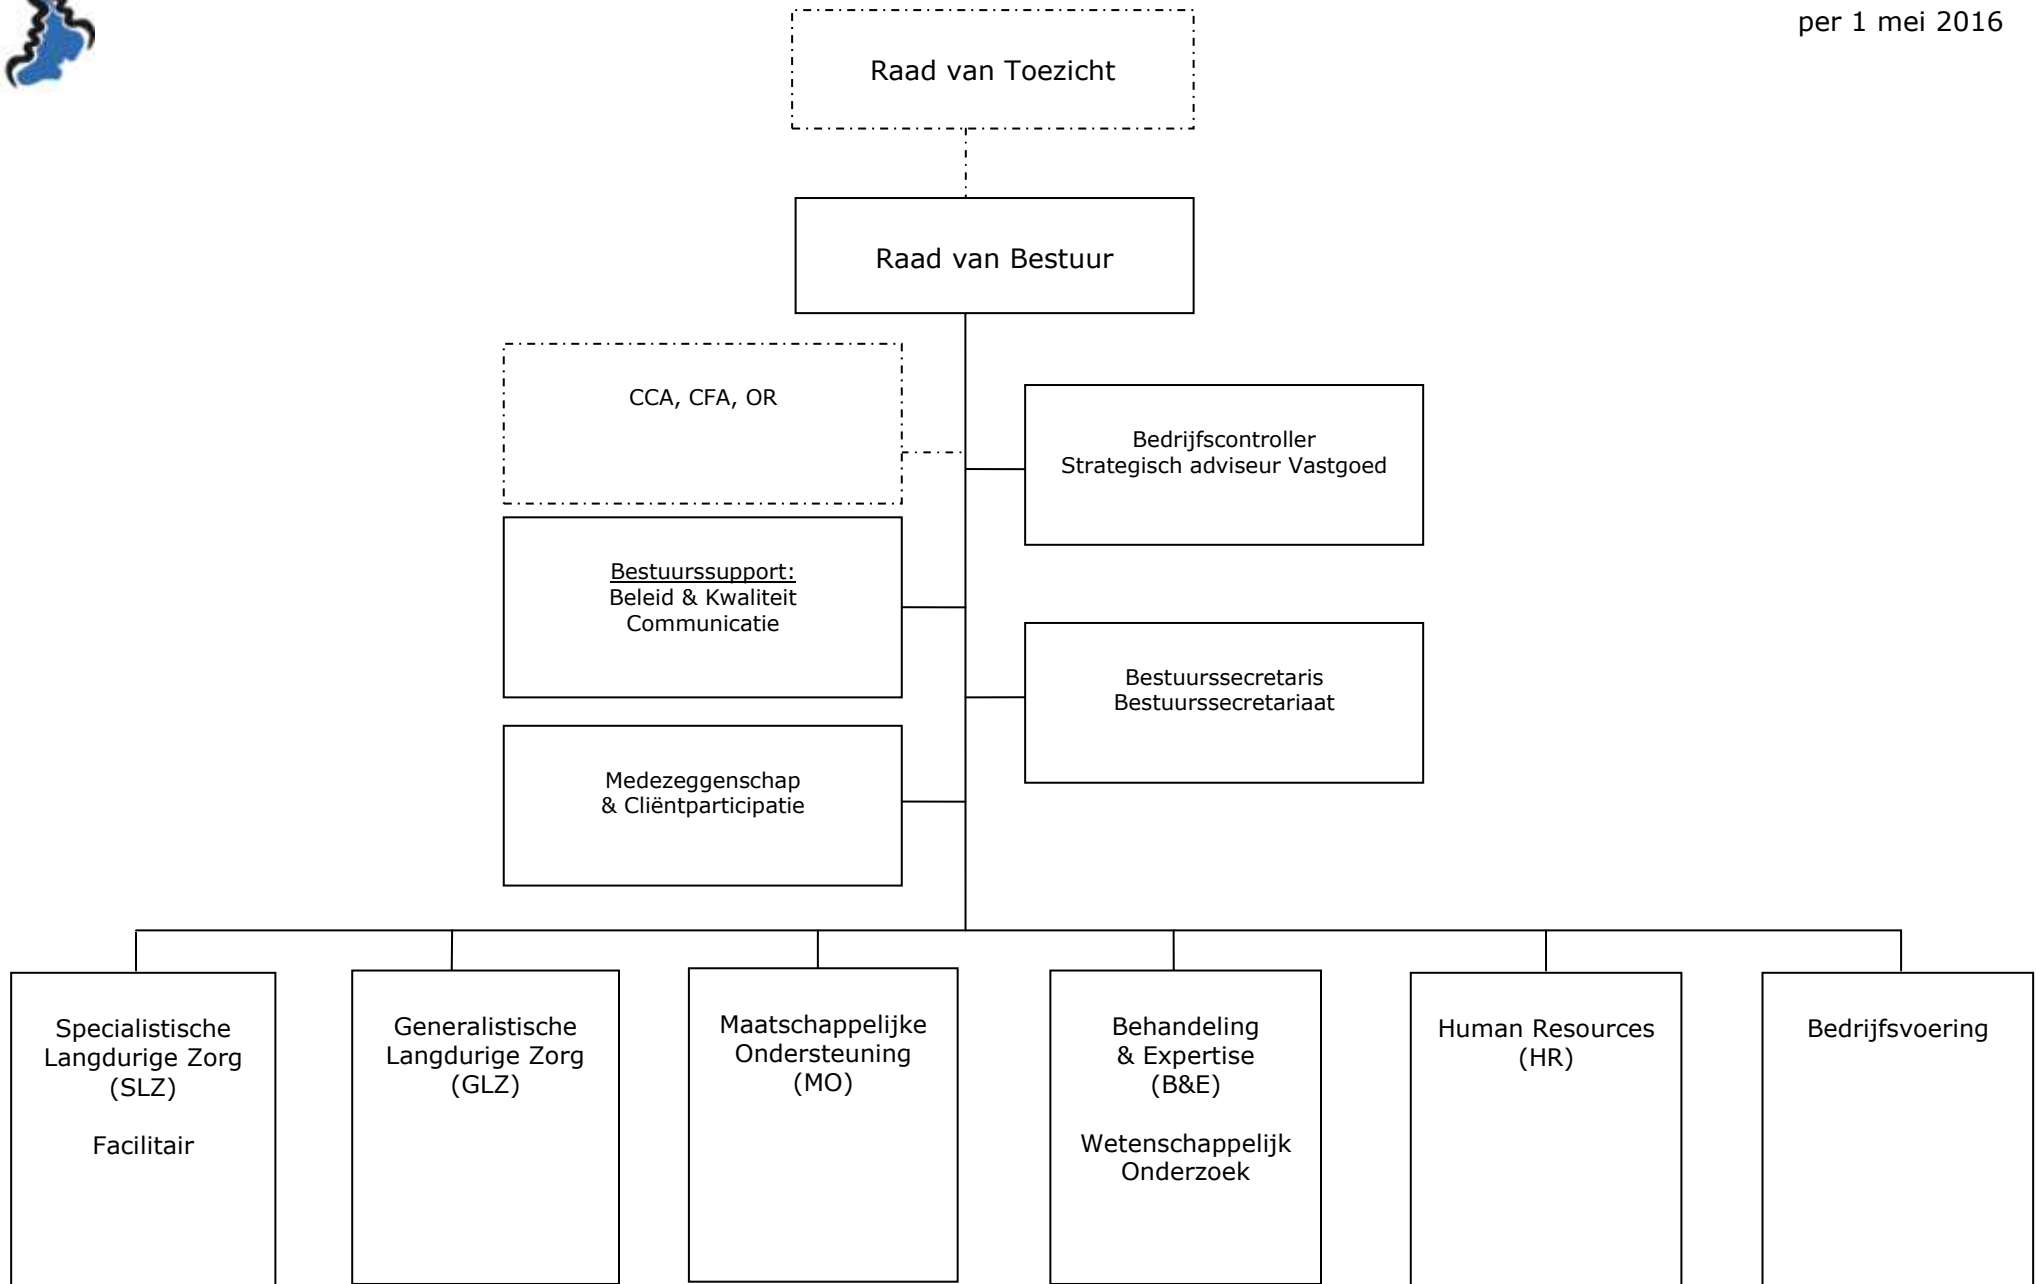 per 1 mei 2016
Raad van Toezicht
Raad van Bestuur
CCA, CFA, OR
Bedrijfscontroller
Strategisch adviseur Vastgoed
Bestuurssupport:
Beleid & Kwaliteit
Communicatie
Bestuurssecretaris
Bestuurssecretariaat
Medezeggenschap
& Cliëntparticipatie
Specialistische
Langdurige Zorg
(SLZ)
Facilitair
Generalistische
Langdurige Zorg
(GLZ)
Maatschappelijke
Ondersteuning
(MO)
Behandeling
& Expertise
(B&E)
Wetenschappelijk
Onderzoek
Human Resources
(HR)
Bedrijfsvoering